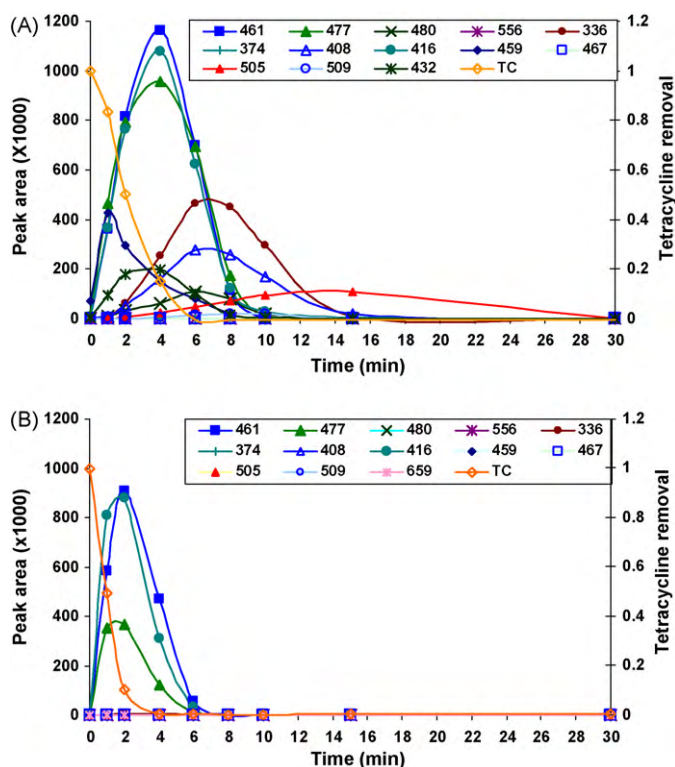 (A)
461 477 480 556 336
374 408 416 459 467
505 509 432 TC
Peak area (X1000)
1200
1000
800
600
400
200
0
1.2
1
0.8
0.6
0.4
0.2
0
Tetracycline removal
0 2 4 6 8 10 12 14 16 18 20 22 24 26 28 30
Time (min)
(B)
461 477 480 556 336
374 408 416 459 467
505 509 659 TC
Peak area (x1000)
1200
1000
800
600
400
200
0
1.2
1
0.8
0.6
0.4
0.2
0
Tetracycline removal
0 2 4 6 8 10 12 14 16 18 20 22 24 26 28 30
Time (min)